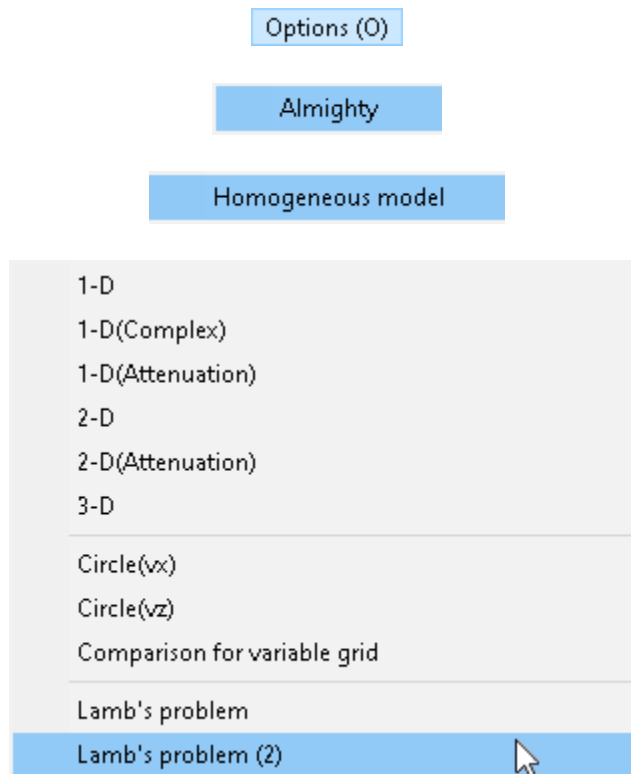 Options (O)
Almighty
Homogeneous model
1-D
1-D(Complex)
1-D(Attenuation)
2-D
2-D(Attenuation)
3-D
Circle(vx)
Circle(vz)
Comparison for variable grid
Lamb's problem
Lamb's problem (2)